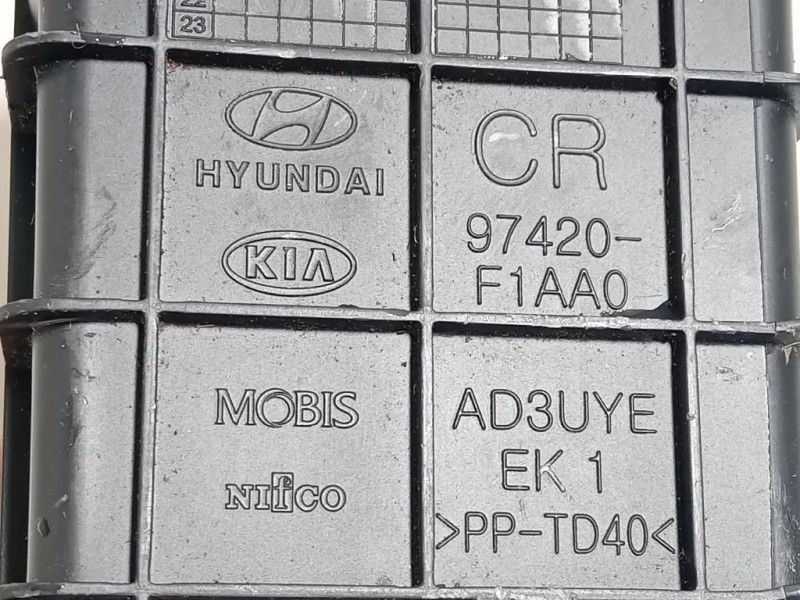 22
23
HYUNDAI
KIA
CR
97420-
F1AA0
MOBIS
NIfCO
AD3UYE
EK 1
>PP-TD40<